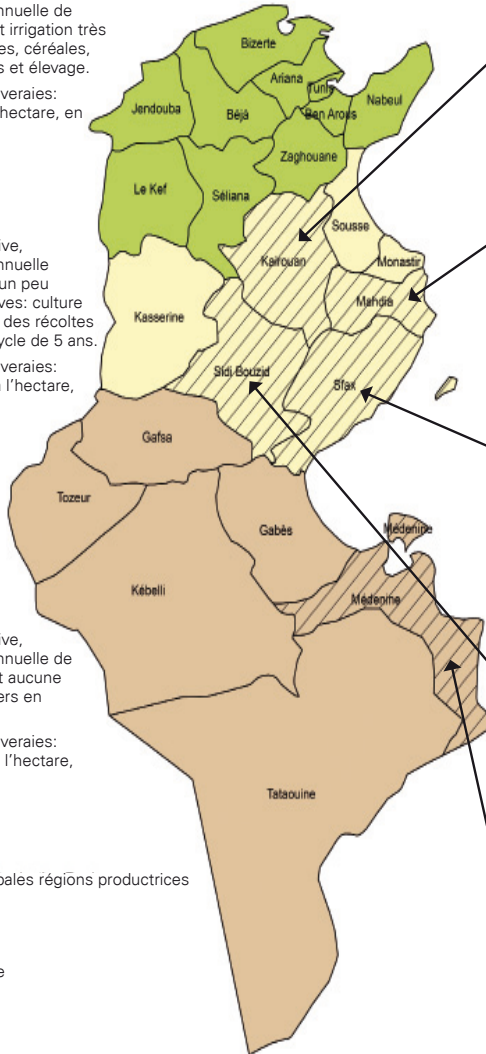 nnuelle de
t irrigation très
es, céréales,
s et élevage.
veraies:
hectare, en
ive,
nnuelle
un peu
ves: culture
des récoltes
ycle de 5 ans.
veraies:
à l'hectare,
ive,
nnuelle de
t aucune
ers en
veraies:
l'hectare,
pales régions productrices
e
Bizerte
Ariana
Tunis
Nabeul
Jendouba
Béjà
Ben Arous
Zaghouane
Le Kef
Séliana
Sousse
Kairouan
Monastir
Mahdia
Kasserine
Sidi Bouzid
Sfax
Gafsa
Tozeur
Gabès
Médenine
Kébelli
Médenine
Tataouine